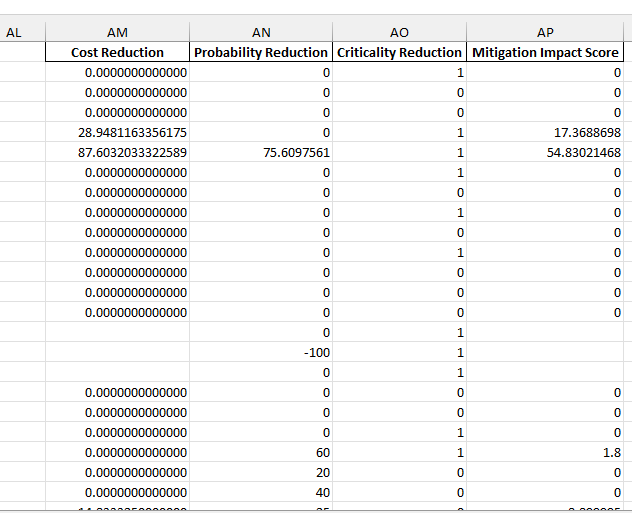 AL AM AN AO AP
Cost Reduction Probability Reduction Criticality Reduction Mitigation Impact Score
0.0000000000000 0 1 0
0.0000000000000 0 0 0
0.0000000000000 0 0 0
28.9481163356175 0 1 17.3688698
87.6032033322589 75.6097561 1 54.83021468
0.0000000000000 0 1 0
0.0000000000000 0 0 0
0.0000000000000 0 1 0
0.0000000000000 0 0 0
0.0000000000000 0 1 0
0.0000000000000 0 0 0
0.0000000000000 0 0 0
0.0000000000000 0 0 0
0 1
-100 1
0 1
0.0000000000000 0 0 0
0.0000000000000 0 0 0
0.0000000000000 0 1 0
0.0000000000000 60 1 1.8
0.0000000000000 20 0 0
0.0000000000000 40 0 0